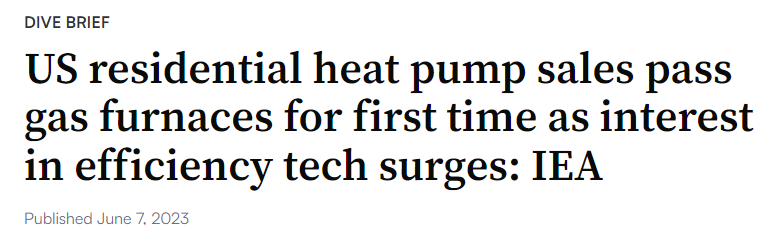 DIVE BRIEF
US residential heat pump sales pass
gas furnaces for first time as interest
in efficiency tech surges: IEA
Published June 7, 2023